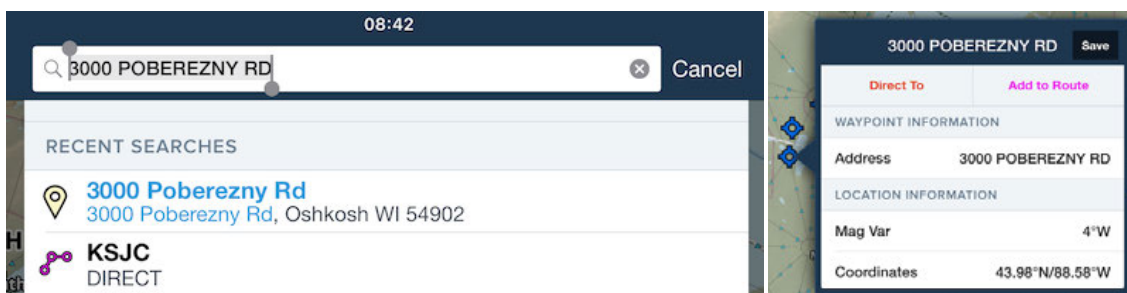 08:42
3000 POBEREZNY RD
Cancel
RECENT SEARCHES
3000 Poberezny Rd
3000 Poberezny Rd, Oshkosh WI 54902
KSJC
DIRECT
H
3000 POBEREZNY RD Save
Direct To Add to Route
WAYPOINT INFORMATION
Address 3000 POBEREZNY RD
LOCATION INFORMATION
Mag Var 4°W
Coordinates 43.98°N/88.58°W